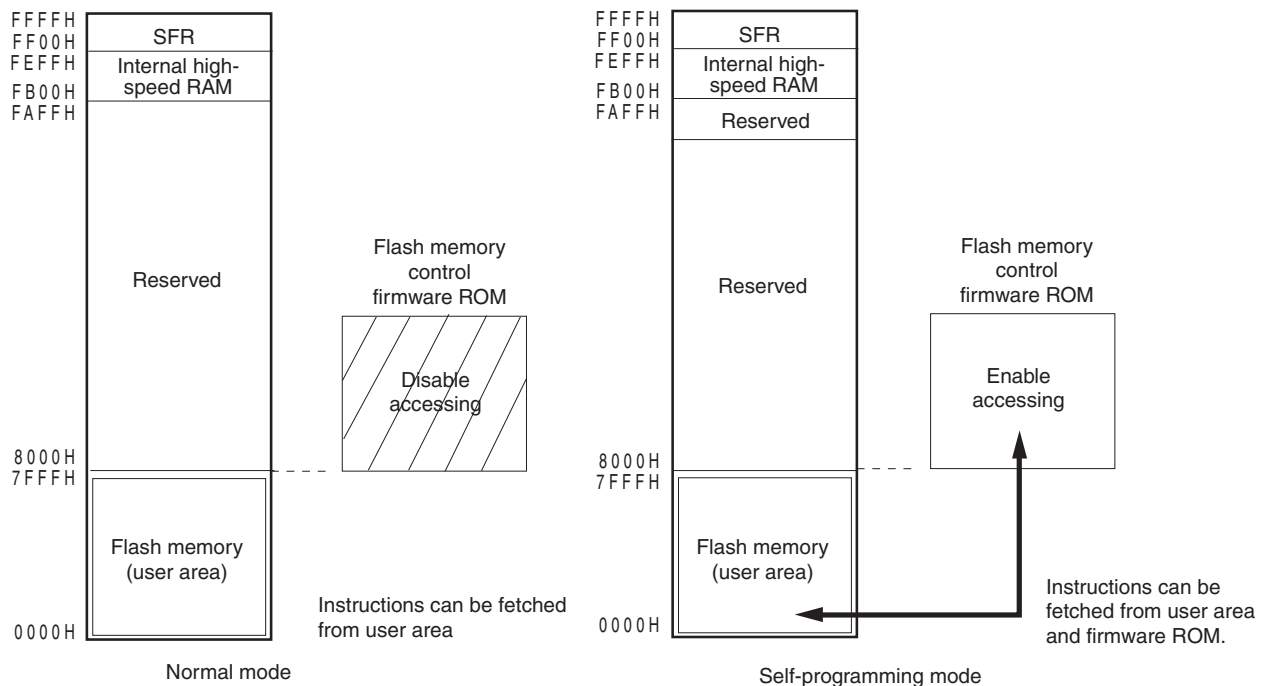 FFFFH
SFR
FF00H
FEFFH
Internal high-
speed RAM
FB00H
FAFFH
Reserved
Flash memory
control
firmware ROM
Disable
accessing
8000H
7FFFH
Flash memory
(user area)
Instructions can be fetched
from user area
0000H
Normal mode
FFFFH
SFR
FF00H
FEFFH
Internal high-
speed RAM
FB00H
FAFFH
Reserved
Reserved
Flash memory
control
firmware ROM
Enable
accessing
8000H
7FFFH
Flash memory
(user area)
Instructions can be
fetched from user area
and firmware ROM.
0000H
Self-programming mode